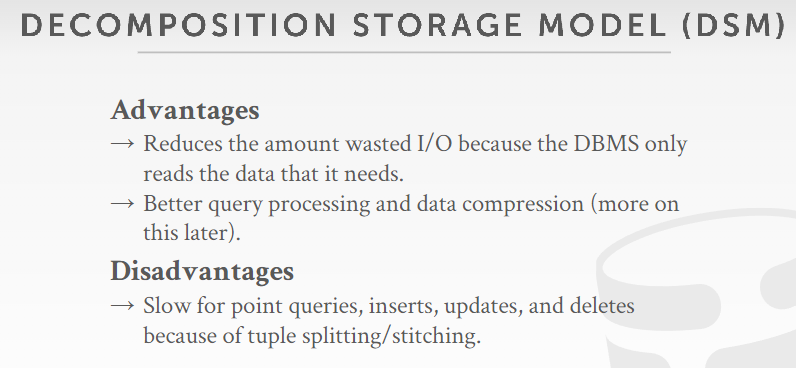 DECOMPOSITION STORAGE MODEL (DSM)
Advantages
→ Reduces the amount wasted I/O because the DBMS only
reads the data that it needs.
→ Better query processing and data compression (more on
this later).
Disadvantages
→ Slow for point queries, inserts, updates, and deletes
because of tuple splitting/stitching.